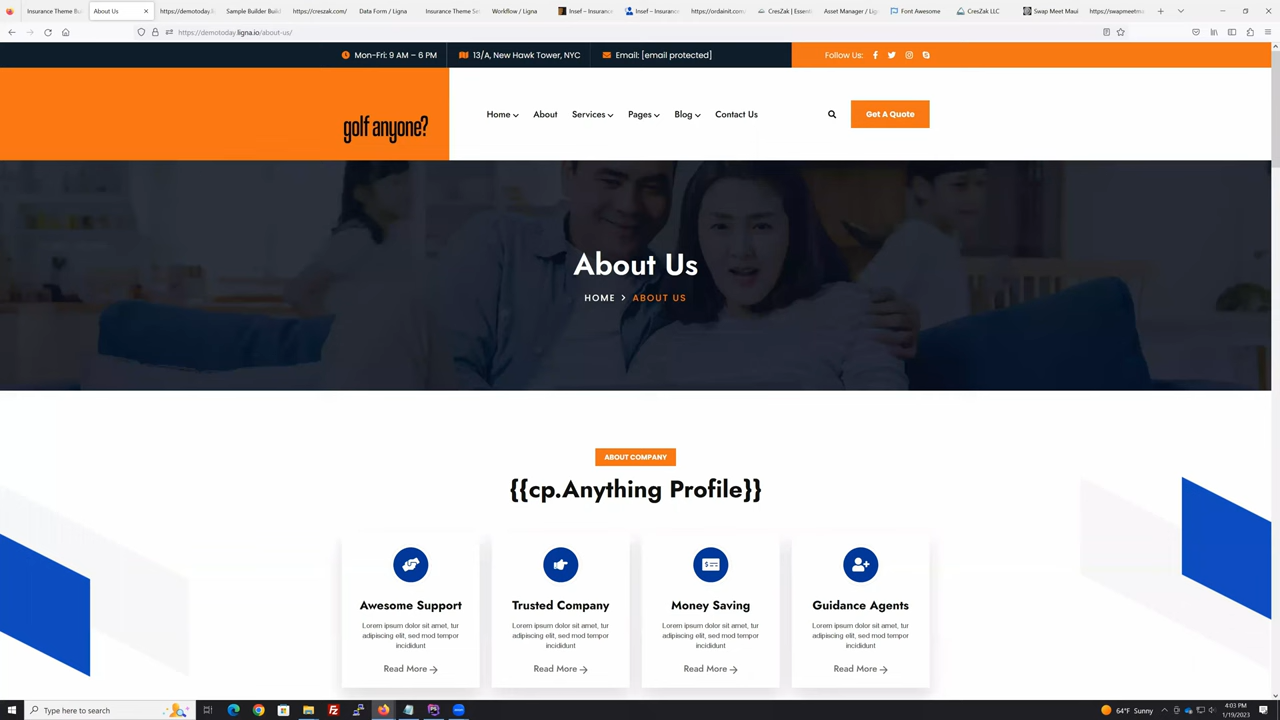 Insurance Theme Bu
About Us
https://demotoday.
Sample Builder Buil
https://creszak.com/
Data Form / Ligna
Insurance Theme Se
Workflow / Ligna
Insef – Insurance
Insef – Insurance
https://ordainit.com/
CresZak | Essenti
Asset Manager / Lig
Font Awesome
CresZak LLC
Swap Meet Maui
https://swapmeetma
https://demotoday.ligna.io/about-us/
Mon-Fri: 9 AM – 6 PM
13/A, New Hawk Tower, NYC
Email: [email protected]
Follow Us:
golf anyone?
Home
About
Services
Pages
Blog
Contact Us
Get A Quote
About Us
HOME > ABOUT US
ABOUT COMPANY
{{cp.Anything Profile}}
Awesome Support
Lorem ipsum dolor sit amet, tur
adipiscing elit, sed mod tempor
incididunt
Read More
Trusted Company
Lorem ipsum dolor sit amet, tur
adipiscing elit, sed mod tempor
incididunt
Read More
Money Saving
Lorem ipsum dolor sit amet, tur
adipiscing elit, sed mod tempor
incididunt
Read More
Guidance Agents
Lorem ipsum dolor sit amet, tur
adipiscing elit, sed mod tempor
incididunt
Read More
Type here to search
64°F Sunny
4:03 PM
1/19/2023